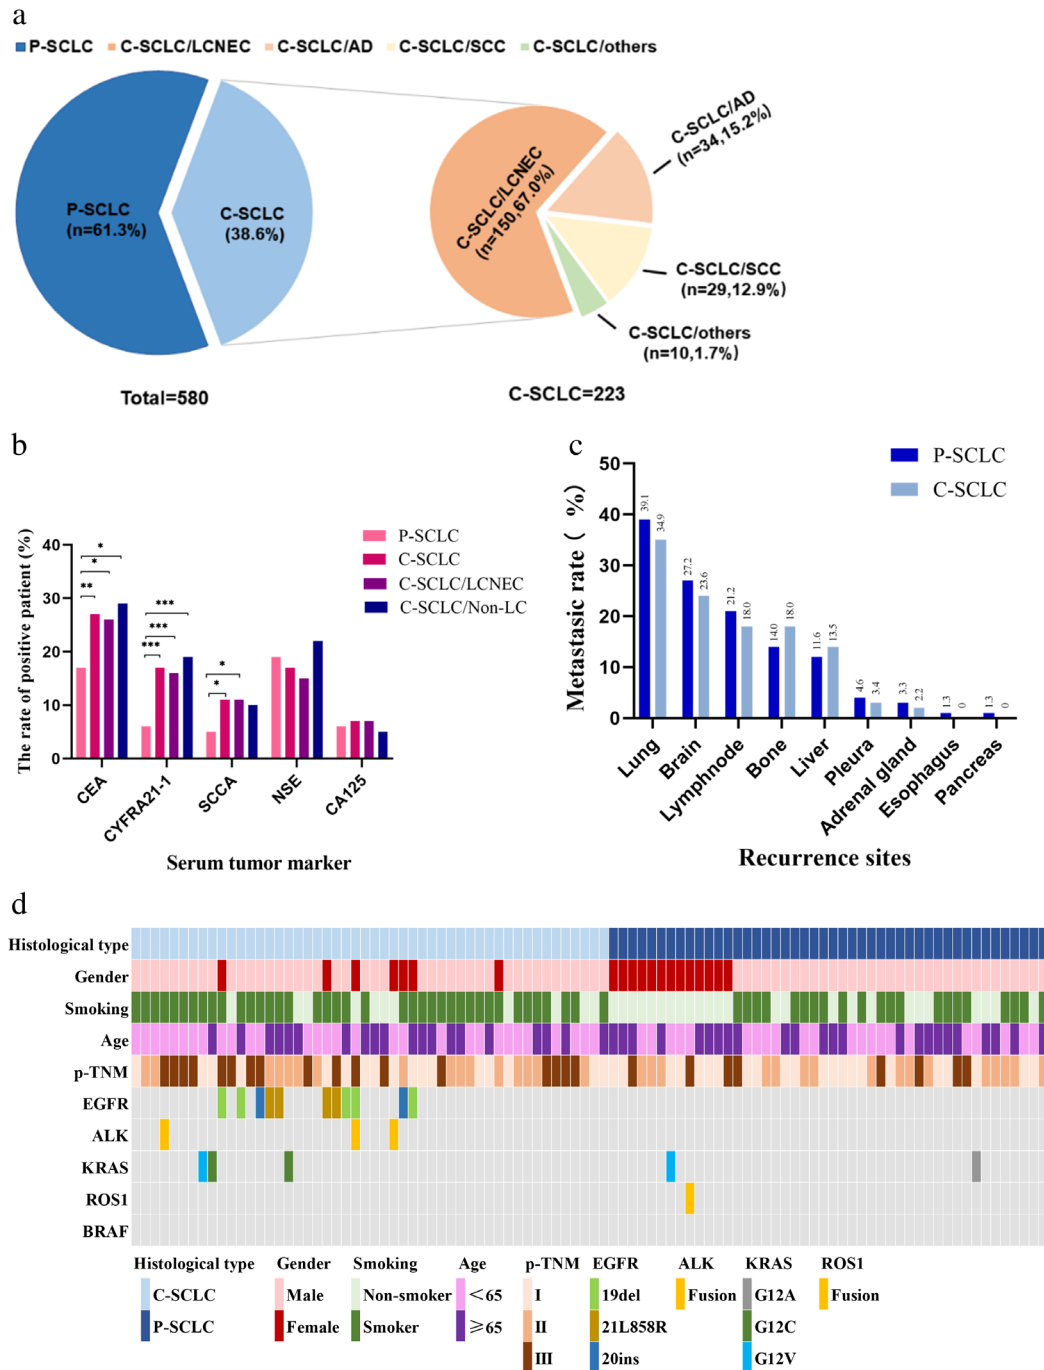 a
P-SCLC C-SCLC/LCNEC C-SCLC/AD C-SCLC/SCC C-SCLC/others
P-SCLC
(n=61.3%)
C-SCLC
(38.6%)
C-SCLC/LCNEC
(n=150,67.0%)
C-SCLC/AD
(n=34,15.2%)
C-SCLC/SCC
(n=29,12.9%)
C-SCLC/others
(n=10,1.7%)
Total=580
C-SCLC=223
b
The rate of positive patient (%)
40
30
20
10
0
*
*
**
***
***
***
*
*
P-SCLC
C-SCLC
C-SCLC/LCNEC
C-SCLC/Non-LC
CEA
CYFRA21-1
SCCA
NSE
CA125
Serum tumor marker
c
Metastasic rate ( %)
50
40
30
20
10
0
P-SCLC
C-SCLC
39.1
34.9
27.2
23.6
21.2
18.0
14.0
18.0
11.6
13.5
4.6
3.4
3.3
2.2
1.3
0
1.3
0
Lung
Brain
Lymphnode
Bone
Liver
Pleura
Adrenal gland
Esophagus
Pancreas
Recurrence sites
d
Histological type
Gender
Smoking
Age
p-TNM
EGFR
ALK
KRAS
ROS1
BRAF
Histological type Gender Smoking Age p-TNM EGFR ALK KRAS ROS1
C-SCLC Male Non-smoker <65 I 19del Fusion G12A Fusion
P-SCLC Female Smoker ≥65 II 21L858R G12C
III 20ins G12V